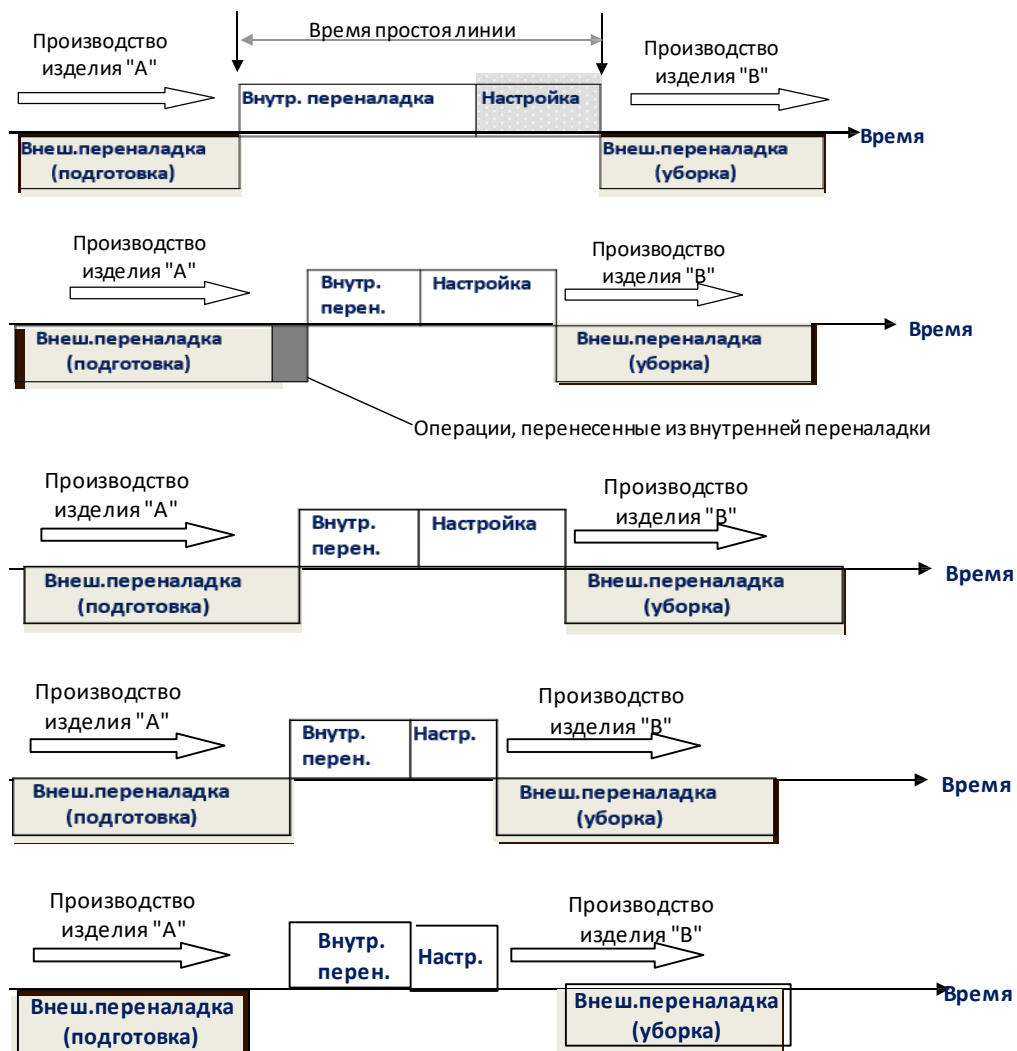 Время простоя линии
Производство
изделия "А"
Производство
изделия "В"
Внутр. переналадка
Настройка
Время
Внеш.переналадка
(подготовка)
Внеш.переналадка
(уборка)
Производство
изделия "А"
Производство
изделия "В"
Внутр.
перен.
Настройка
Время
Внеш.переналадка
(подготовка)
Внеш.переналадка
(уборка)
Операции, перенесенные из внутренней переналадки
Производство
изделия "А"
Производство
изделия "В"
Внутр.
перен.
Настройка
Время
Внеш.переналадка
(подготовка)
Внеш.переналадка
(уборка)
Производство
изделия "А"
Производство
изделия "В"
Внутр.
перен.
Настр.
Время
Внеш.переналадка
(подготовка)
Внеш.переналадка
(уборка)
Производство
изделия "А"
Производство
изделия "В"
Внутр.
перен.
Настр.
Время
Внеш.переналадка
(подготовка)
Внеш.переналадка
(уборка)